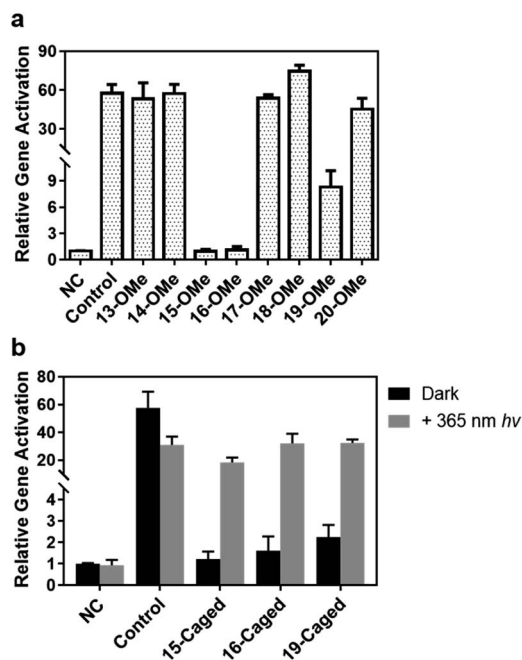 a
Relative Gene Activation
90
60
30
9
6
3
0
NC
Control
13-OMe
14-OMe
15-OMe
16-OMe
17-OMe
18-OMe
19-OMe
20-OMe
b
Relative Gene Activation
80
60
40
20
4
3
2
1
0
NC
Control
15-Caged
16-Caged
19-Caged
Dark
+ 365 nm hv